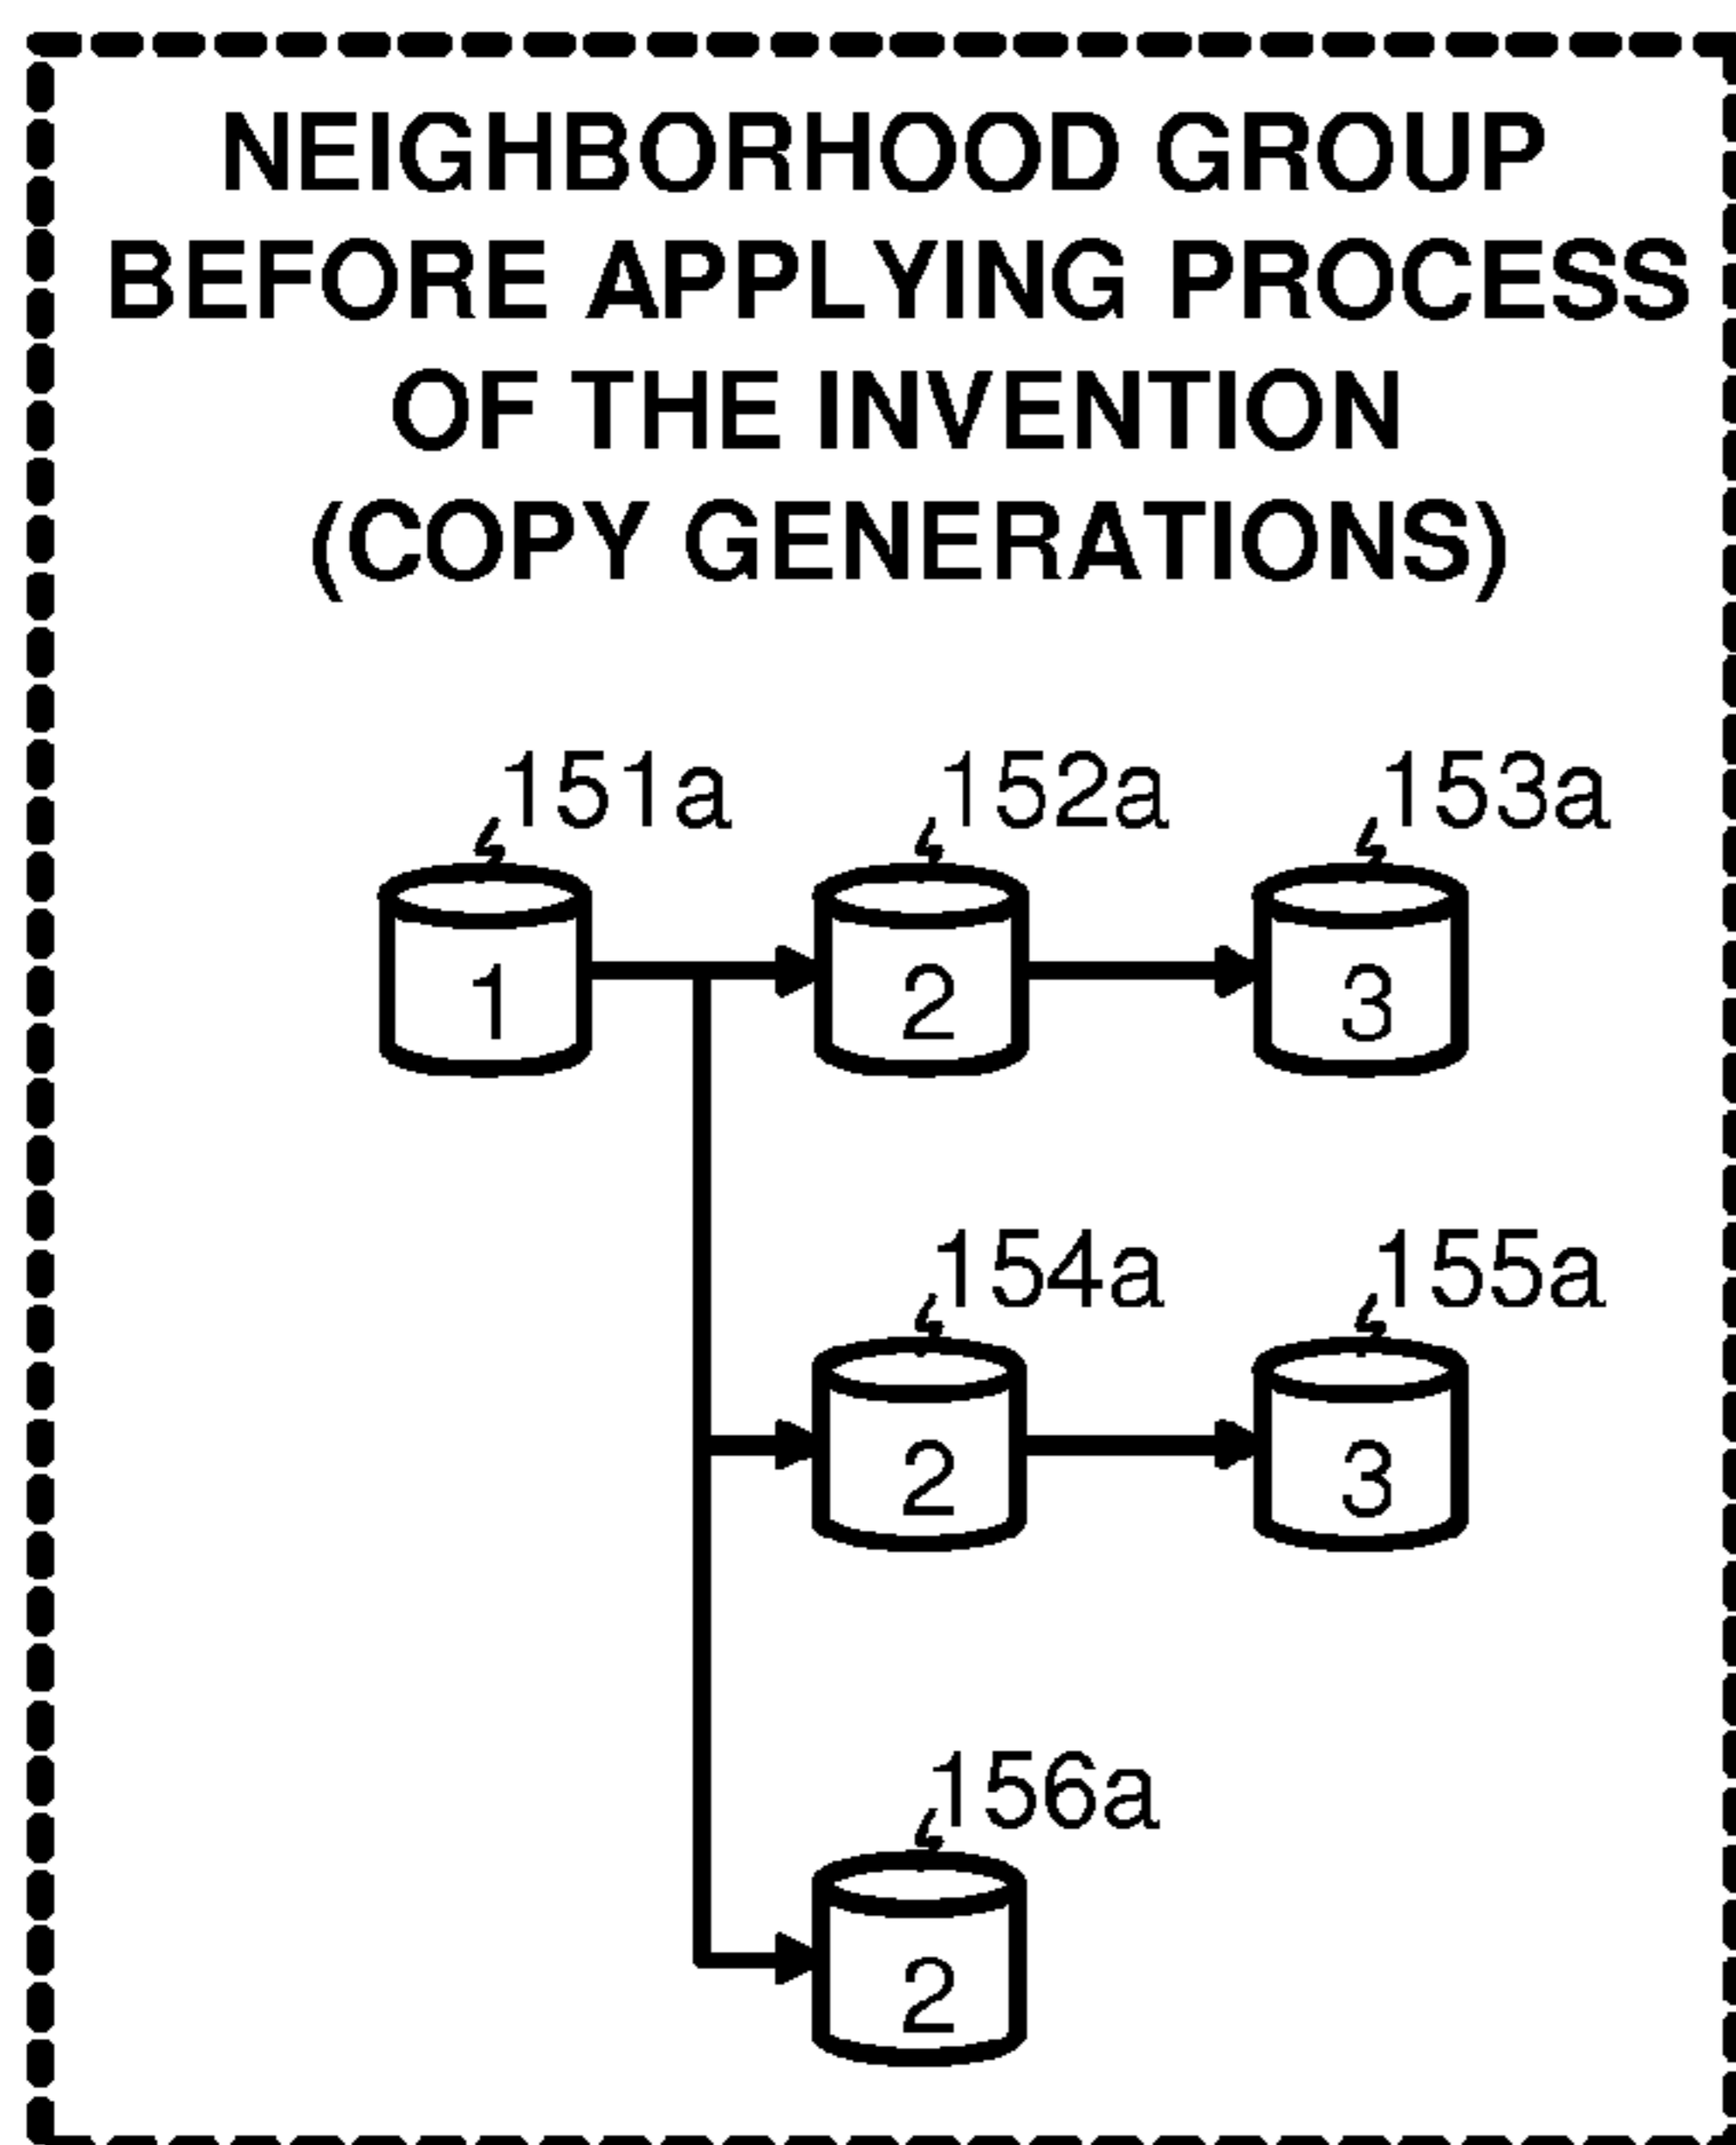 NEIGHBORHOOD GROUP
BEFORE APPLYING PROCESS
OF THE INVENTION
(COPY GENERATIONS)
151a 152a 153a
1 2 3
154a 155a
2 3
156a
2